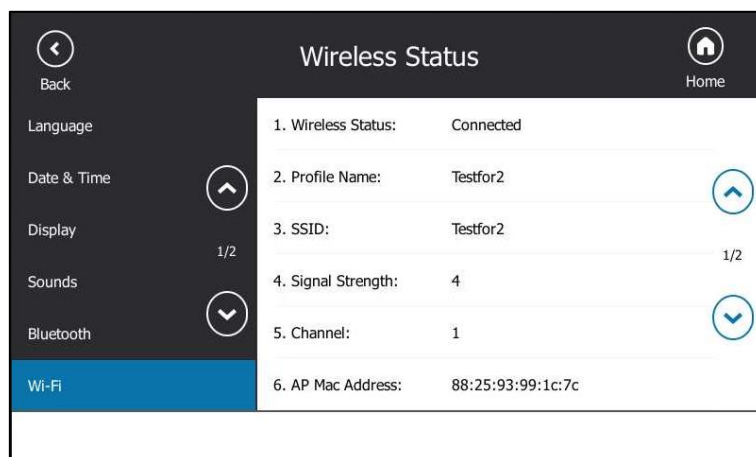 Wireless Status
Back
Home
Language
Date & Time
Display
1/2
Sounds
Bluetooth
Wi-Fi
1. Wireless Status: Connected
2. Profile Name: Testfor2
3. SSID: Testfor2
1/2
4. Signal Strength: 4
5. Channel: 1
6. AP Mac Address: 88:25:93:99:1c:7c